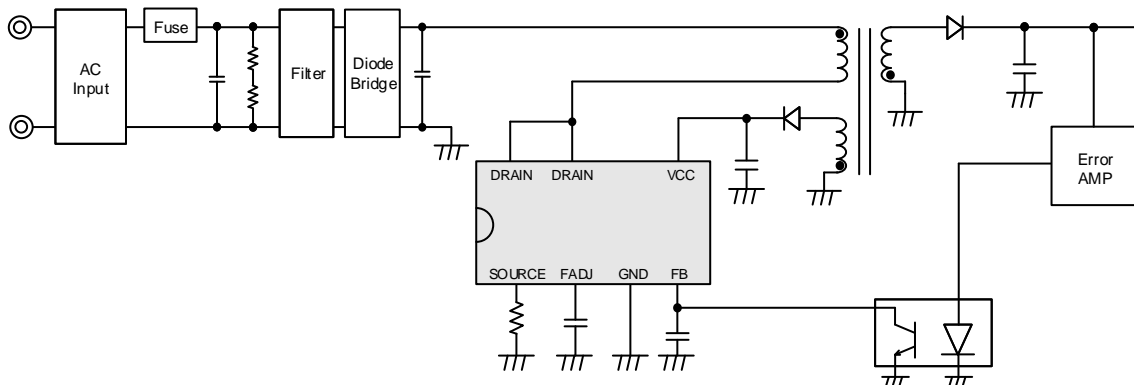 Fuse
AC
Input
Filter
Diode
Bridge
DRAIN DRAIN VCC
SOURCE FADJ GND FB
Error
AMP